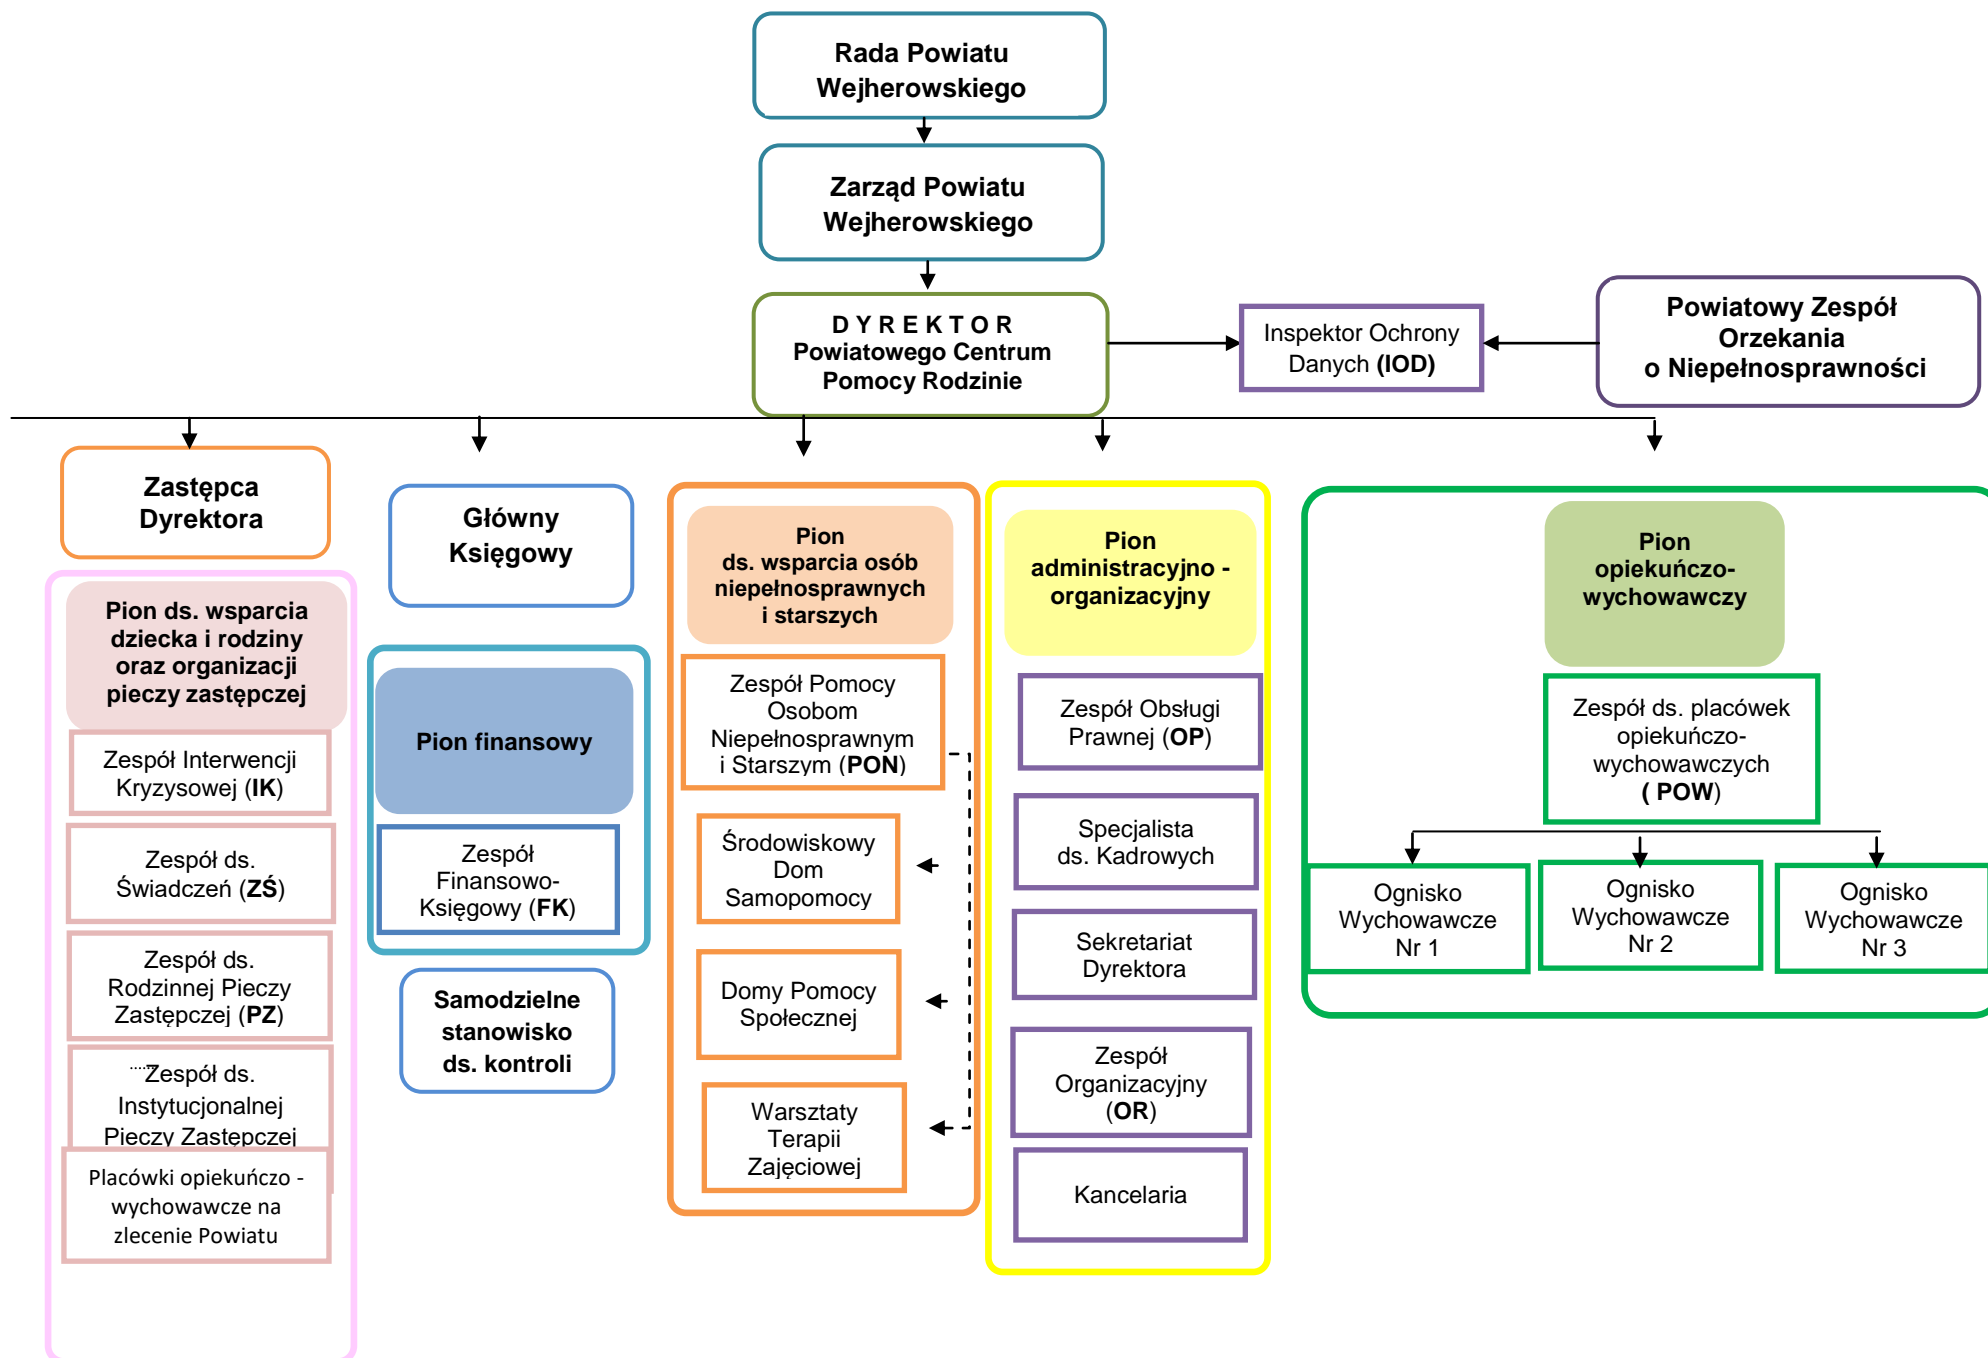 Rada Powiatu
Wejherowskiego
Zarząd Powiatu
Wejherowskiego
D Y R E K T O R
Powiatowego Centrum
Pomocy Rodzinie
Inspektor Ochrony
Danych (IOD)
Powiatowy Zespół
Orzekania
o Niepełnosprawności
Zastępca
Dyrektora
Pion ds. wsparcia
dziecka i rodziny
oraz organizacji
pieczy zastępczej
Zespół Interwencji
Kryzysowej (IK)
Zespół ds.
Świadczeń (ZŚ)
Zespół ds.
Rodzinnej Pieczy
Zastępczej (PZ)
......Zespół ds.
Instytucjonalnej
Pieczy Zastępczej
Placówki opiekuńczo -
wychowawcze na
zlecenie Powiatu
Główny
Księgowy
Pion finansowy
Zespół
Finansowo-
Księgowy (FK)
Samodzielne
stanowisko
ds. kontroli
Pion
ds. wsparcia osób
niepełnosprawnych
i starszych
Zespół Pomocy
Osobom
Niepełnosprawnym
i Starszym (PON)
Środowiskowy
Dom
Samopomocy
Domy Pomocy
Społecznej
Warsztaty
Terapii
Zajęciowej
Pion
administracyjno -
organizacyjny
Zespół Obsługi
Prawnej (OP)
Specjalista
ds. Kadrowych
Sekretariat
Dyrektora
Zespół
Organizacyjny
(OR)
Kancelaria
Pion
opiekuńczo-
wychowawczy
Zespół ds. placówek
opiekuńczo-
wychowawczych
( POW)
Ognisko
Wychowawcze
Nr 1
Ognisko
Wychowawcze
Nr 2
Ognisko
Wychowawcze
Nr 3